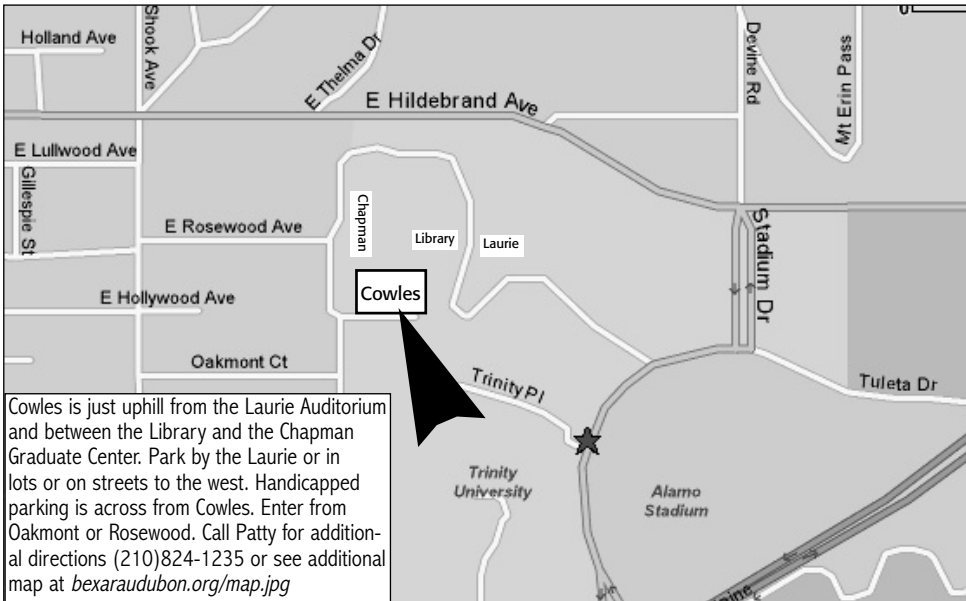 Holland Ave
Shook Ave
E Thelma Dr
E Hildebrand Ave
Devine Rd
Mt Erin Pass
0
E Lullwood Ave
Gillespie St
E Rosewood Ave
Chapman
Library
Laurie
Stadium Dr
E Hollywood Ave
Cowles
Oakmont Ct
Trinity Pl
Tuleta Dr
Trinity
University
Alamo
Stadium
Cowles is just uphill from the Laurie Auditorium
and between the Library and the Chapman
Graduate Center. Park by the Laurie or in
lots or on streets to the west. Handicapped
parking is across from Cowles. Enter from
Oakmont or Rosewood. Call Patty for addition-
al directions (210)824-1235 or see additional
map at bexaraudubon.org/map.jpg